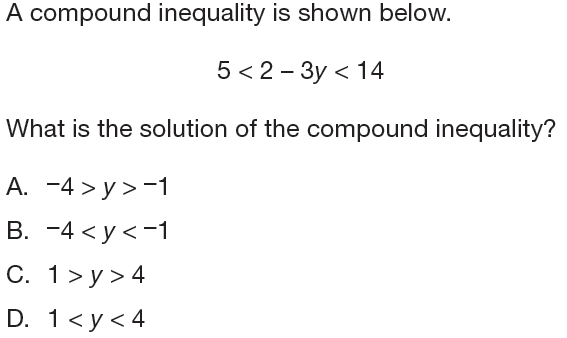 A compound inequality is shown below.
5 < 2 – 3y < 14
What is the solution of the compound inequality?
A. ⁻4 > y > ⁻1
B. ⁻4 < y < ⁻1
C. 1 > y > 4
D. 1 < y < 4